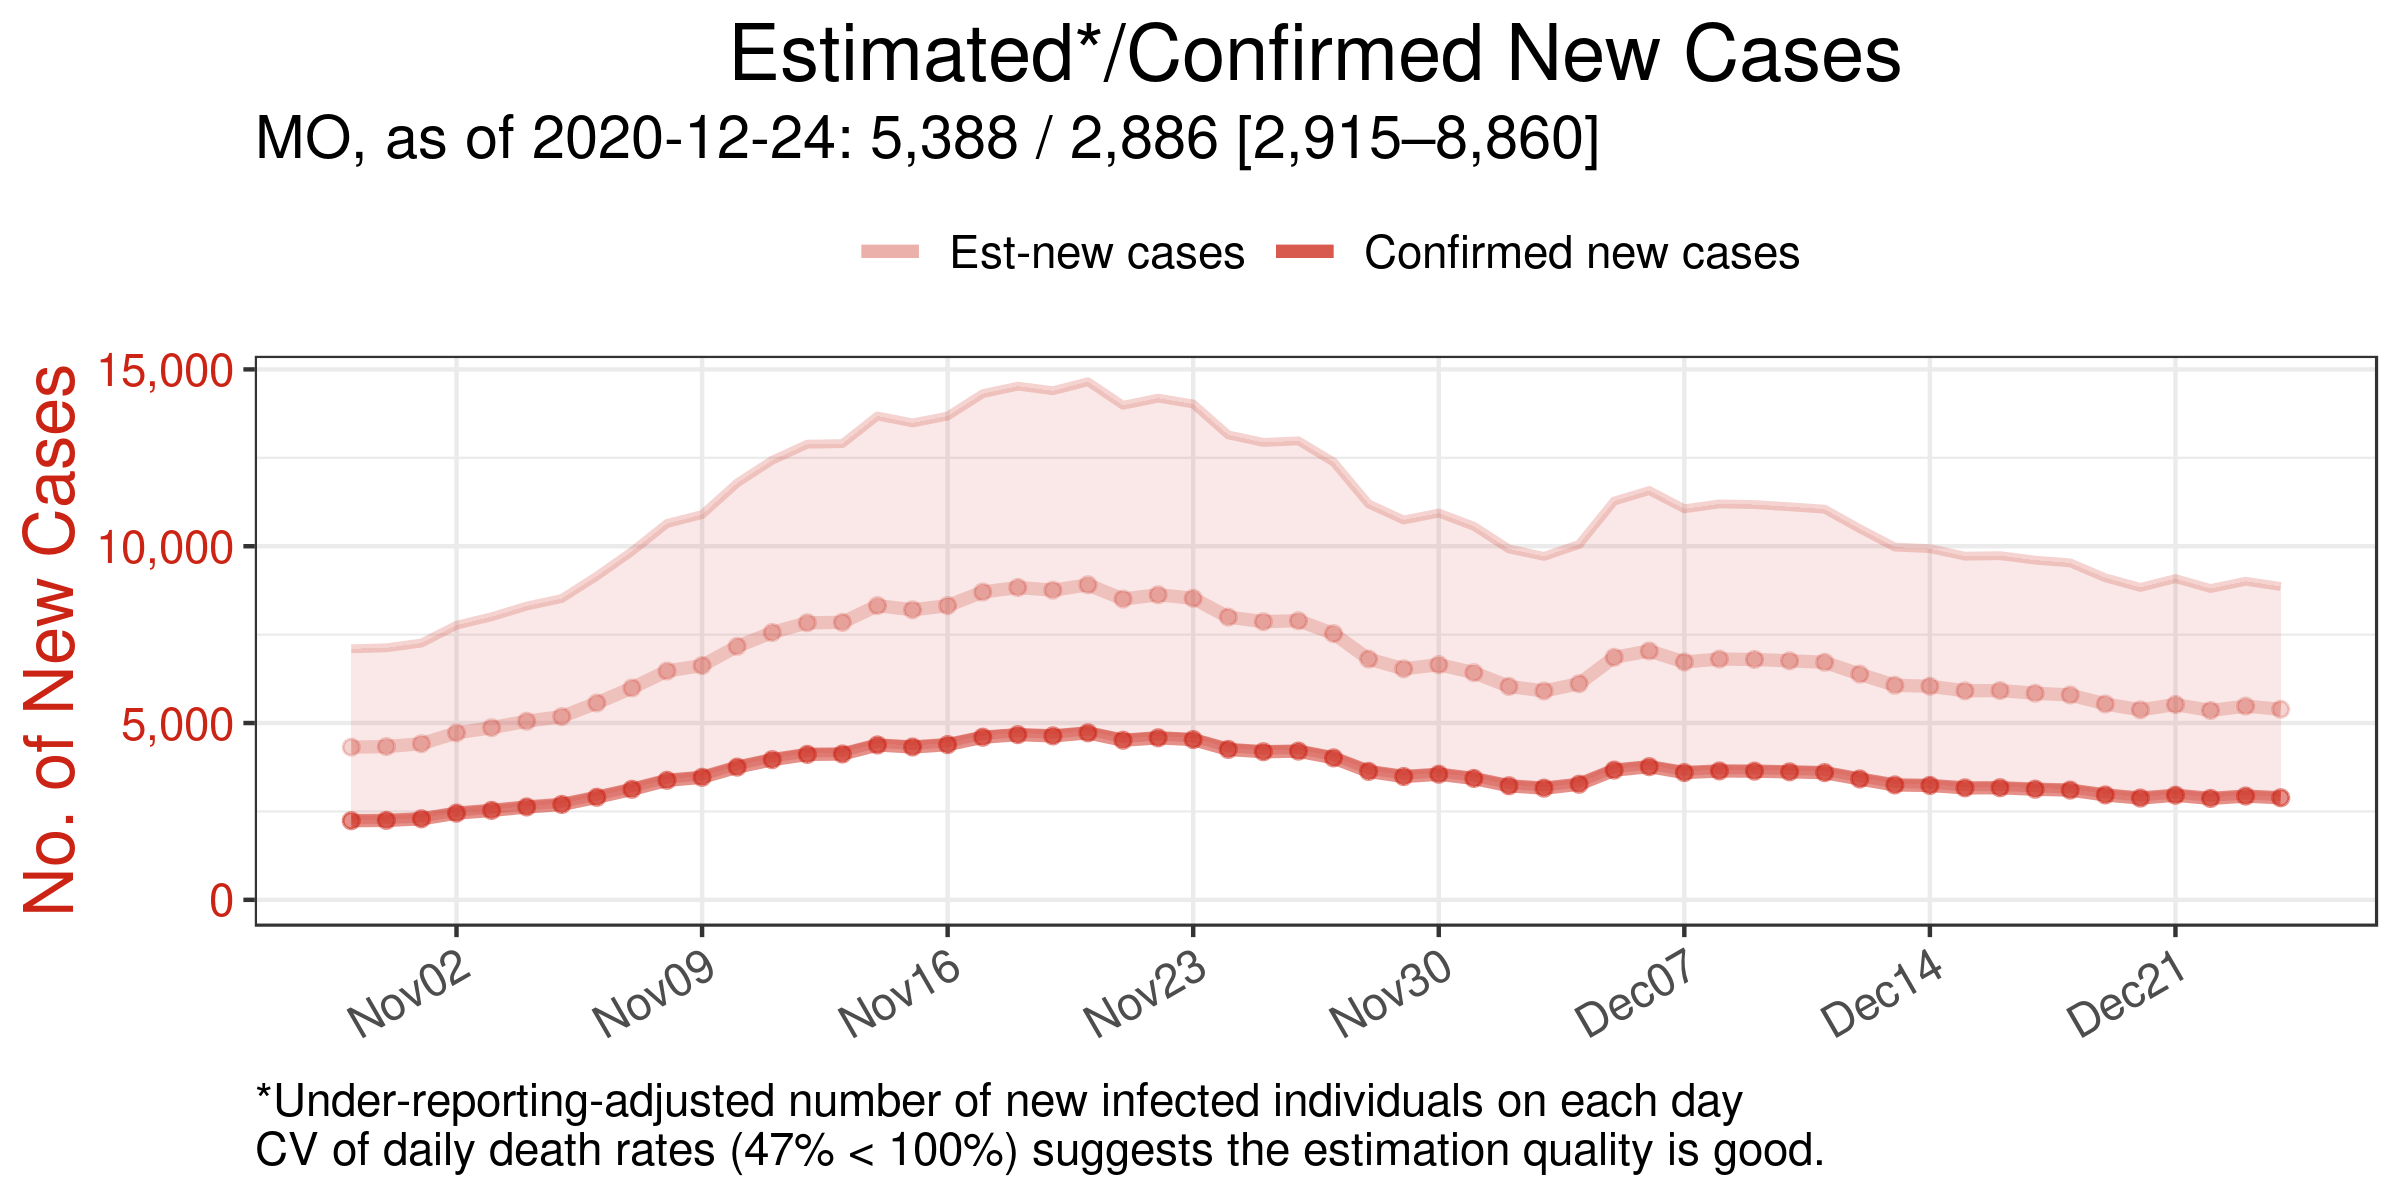 Estimated*/Confirmed New Cases
MO, as of 2020-12-24: 5,388 / 2,886 [2,915–8,860]
Est-new cases
Confirmed new cases
No. of New Cases
15,000
10,000
5,000
0
Nov02
Nov09
Nov16
Nov23
Nov30
Dec07
Dec14
Dec21
*Under-reporting-adjusted number of new infected individuals on each day
CV of daily death rates (47% < 100%) suggests the estimation quality is good.